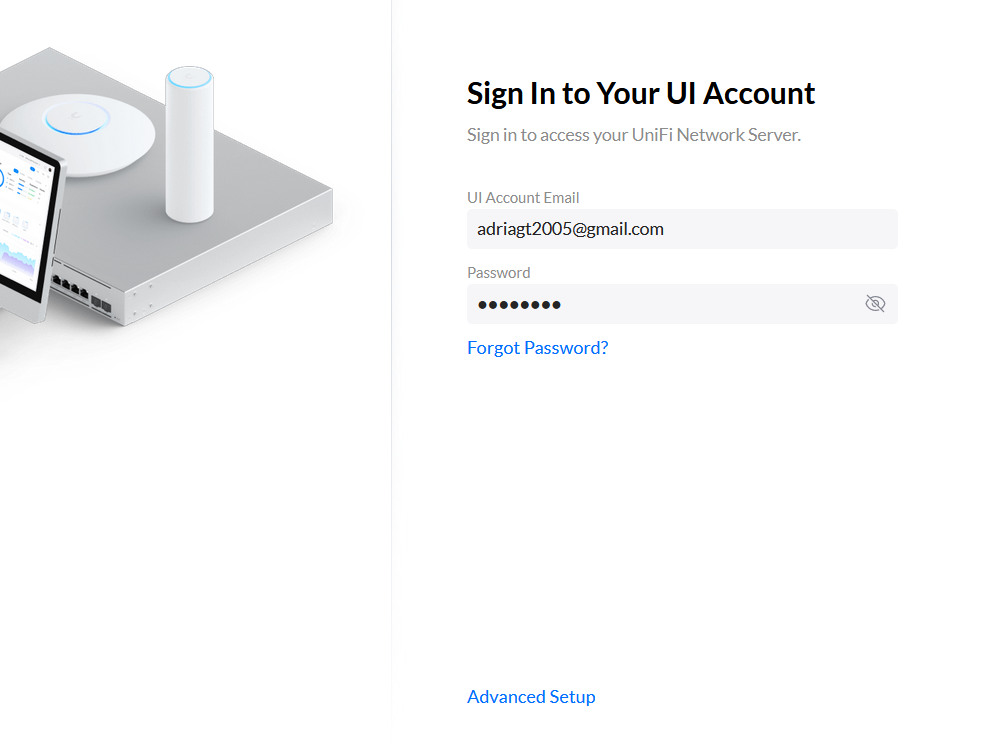 Sign In to Your UI Account
Sign in to access your UniFi Network Server.
UI Account Email
adriagt2005@gmail.com
Password
●●●●●●●●
Forgot Password?
Advanced Setup